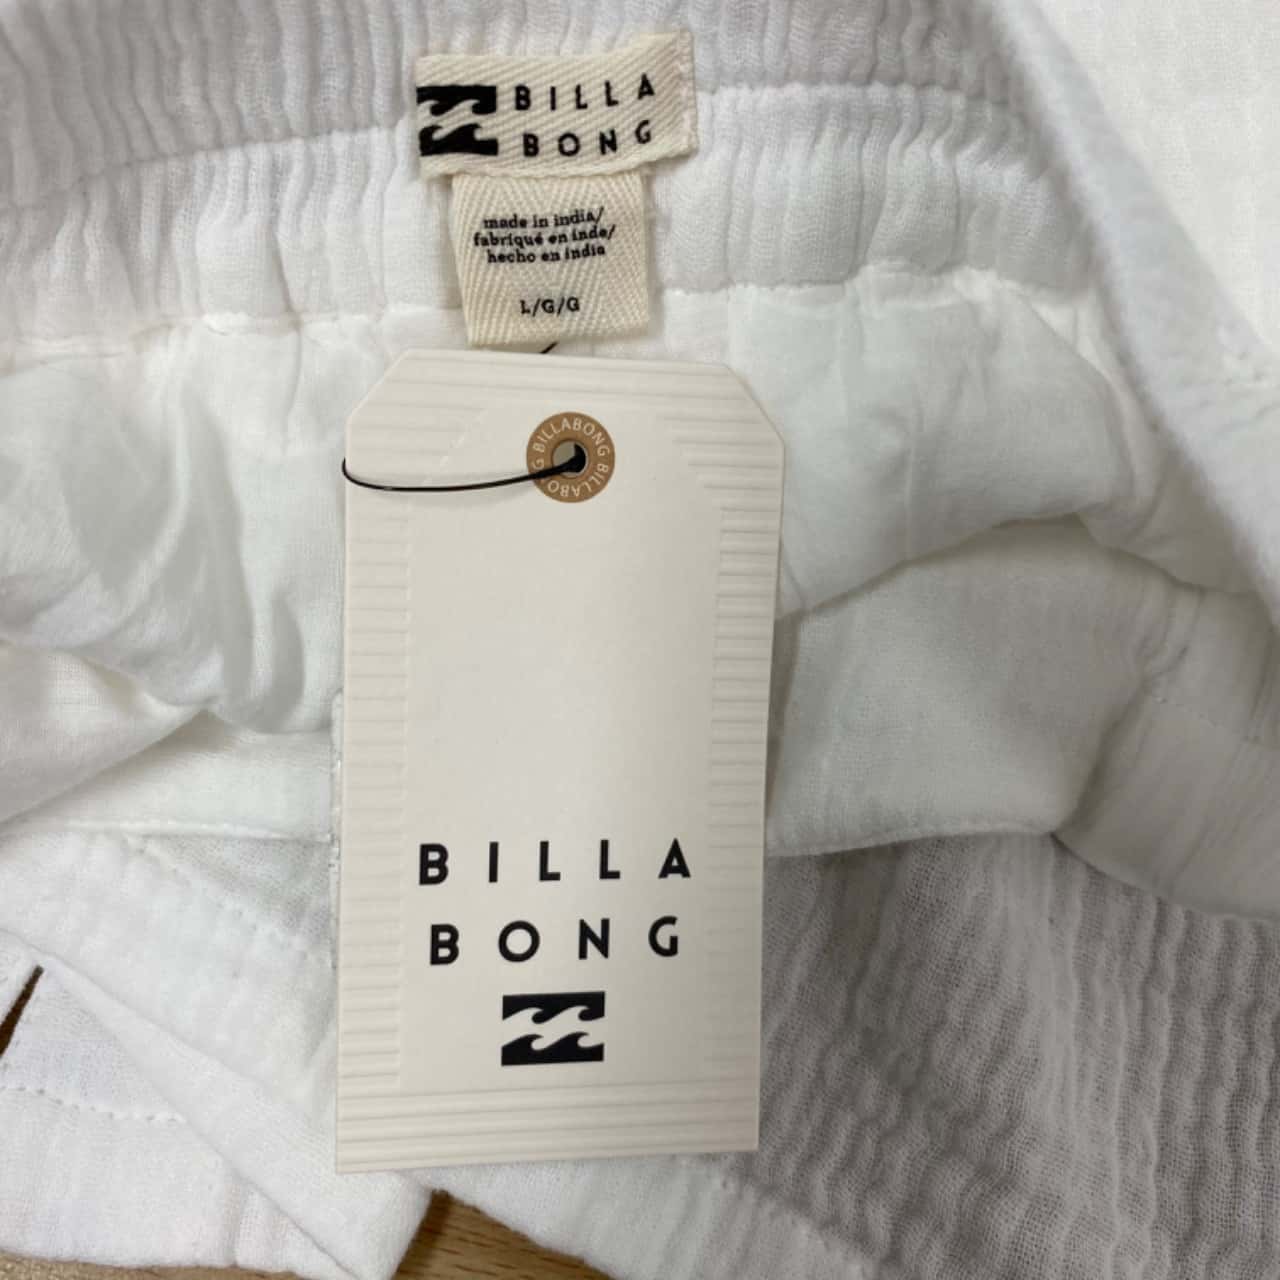 BILLA
BONG
made in india/
fabriqué en inde/
hecho en india
L/G/G
BILLABONG BILLABONG
BILLA
BONG